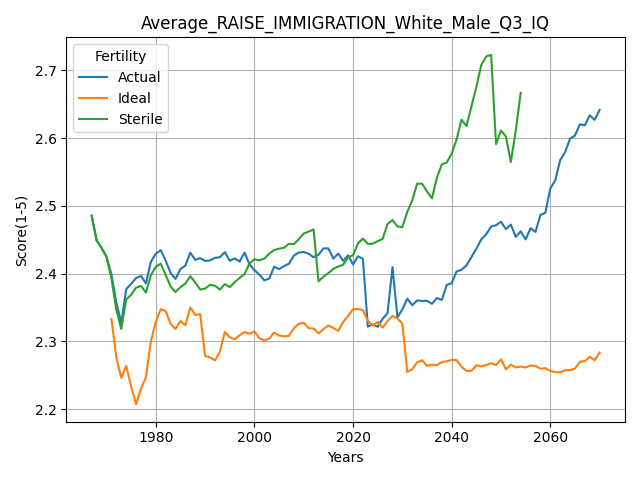 Average_RAISE_IMMIGRATION_White_Male_Q3_IQ
Fertility
Actual
Ideal
Sterile
Score(1-5)
2.7
2.6
2.5
2.4
2.3
2.2
1980 2000 2020 2040 2060
Years